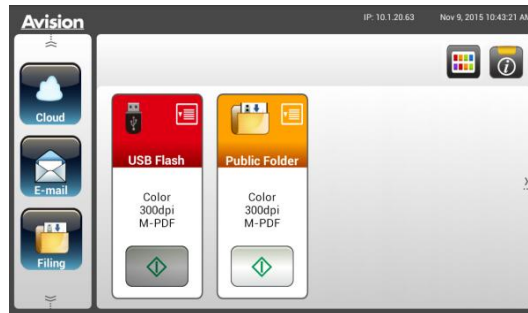 Avision
IP: 10.1.20.63
Nov 9, 2015 10:43:21 AM
Cloud
E-mail
Filing
USB Flash
Color
300dpi
M-PDF
Public Folder
Color
300dpi
M-PDF